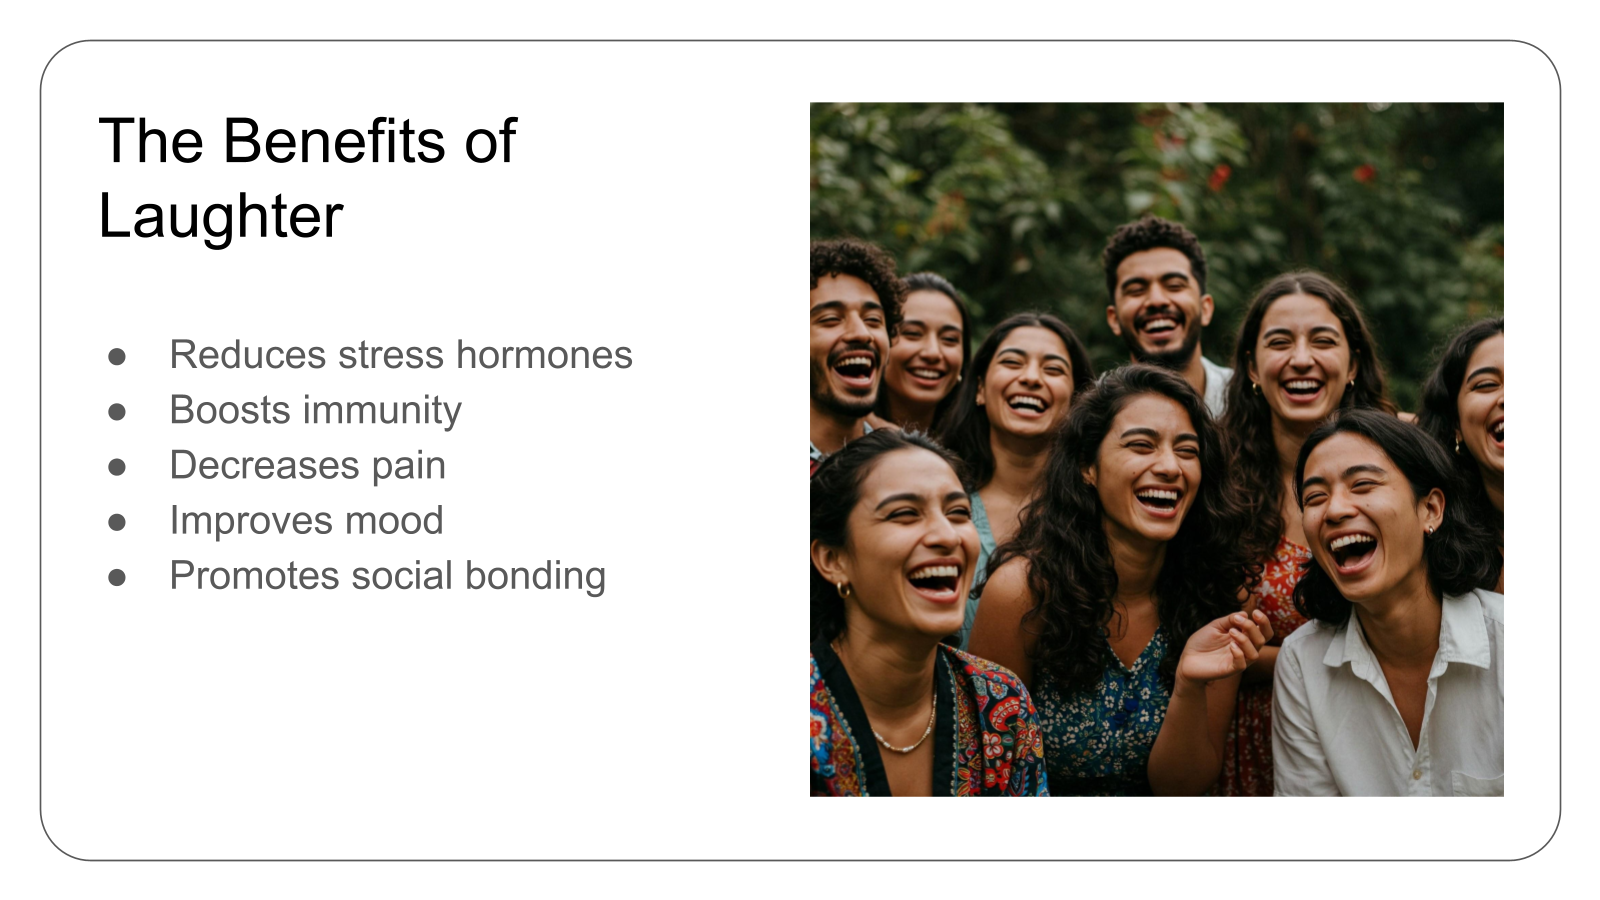 The Benefits of
Laughter
● Reduces stress hormones
● Boosts immunity
● Decreases pain
● Improves mood
● Promotes social bonding